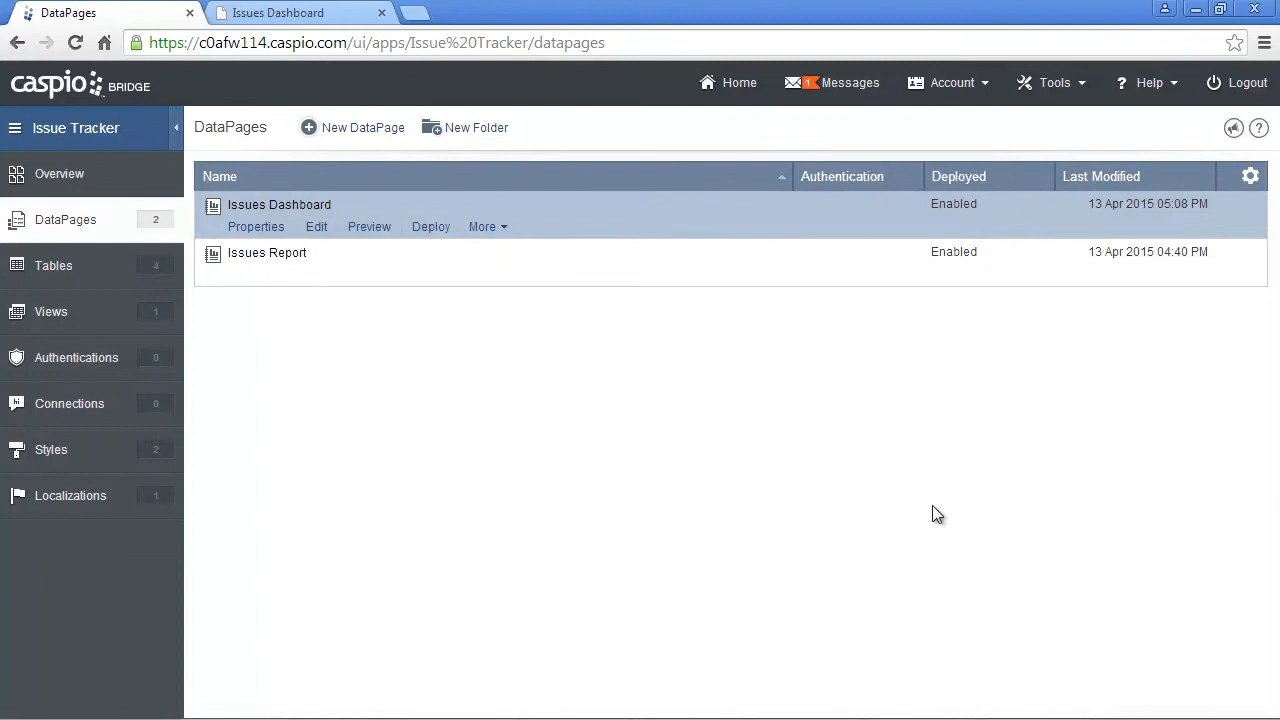 DataPages
Issues Dashboard
https://c0afw114.caspio.com/ui/apps/Issue%20Tracker/datapages
caspio BRIDGE
Home
1 Messages
Account
Tools
? Help
Logout
Issue Tracker
DataPages
New DataPage
New Folder
?
Overview
DataPages 2
Tables 4
Views 1
Authentications 0
hi Connections 0
Styles 2
Localizations 1
Name Authentication Deployed Last Modified
Issues Dashboard Enabled 13 Apr 2015 05:08 PM
Properties Edit Preview Deploy More
Issues Report Enabled 13 Apr 2015 04:40 PM